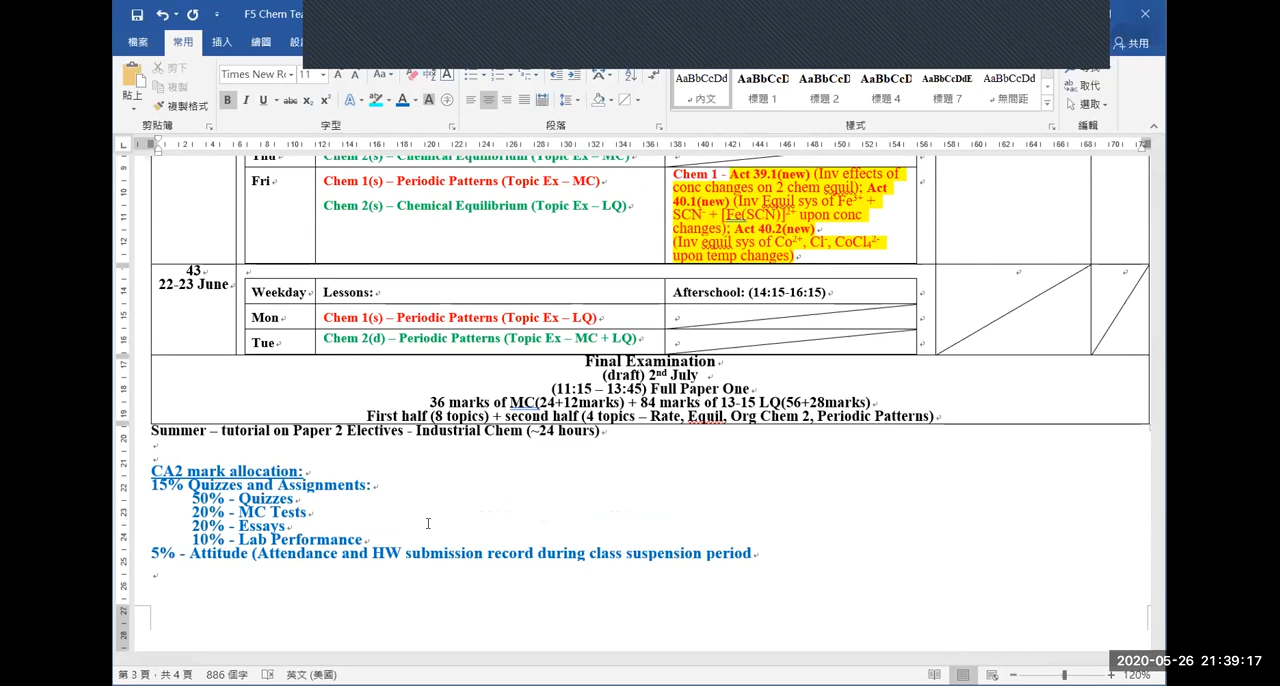 F5 Chem Tea
檔案 常用 插入 繪圖
共用
貼上
剪下
複製
複製格式
剪貼簿
Times New R 11
B I U abc x₂ x²
字型
段落
AaBbCcDd AaBbCcD AaBbCcD AaBbCcD AaBbCcDdE AaBbCcDd
內文 標題 1 標題 2 標題 4 標題 7 無間距
樣式
取代
選取
編輯
Thu Chem 2(s) – Chemical Equilibrium (Topic Ex – MC)
Fri
Chem 1(s) – Periodic Patterns (Topic Ex – MC)
Chem 2(s) – Chemical Equilibrium (Topic Ex – LQ)
Chem 1 - Act 39.1(new) (Inv effects of
conc changes on 2 chem equil); Act
40.1(new) (Inv Equil sys of Fe³⁺ +
SCN⁻ + [Fe(SCN)]²⁺ upon conc
changes); Act 40.2(new)
(Inv equil sys of Co²⁺, Cl⁻, CoCl₄²⁻
upon temp changes)
43
22-23 June
Weekday Lessons: Afterschool: (14:15-16:15)
Mon Chem 1(s) – Periodic Patterns (Topic Ex – LQ)
Tue Chem 2(d) – Periodic Patterns (Topic Ex – MC + LQ)
Final Examination
(draft) 2nd July
(11:15 – 13:45) Full Paper One
36 marks of MC(24+12marks) + 84 marks of 13-15 LQ(56+28marks)
First half (8 topics) + second half (4 topics – Rate, Equil, Org Chem 2, Periodic Patterns)
Summer – tutorial on Paper 2 Electives - Industrial Chem (~24 hours)
CA2 mark allocation:
15% Quizzes and Assignments:
50% - Quizzes
20% - MC Tests
20% - Essays
10% - Lab Performance
5% - Attitude (Attendance and HW submission record during class suspension period
2020-05-26 21:39:17
第 3 頁，共 4 頁 886 個字 英文 (美國) 120%